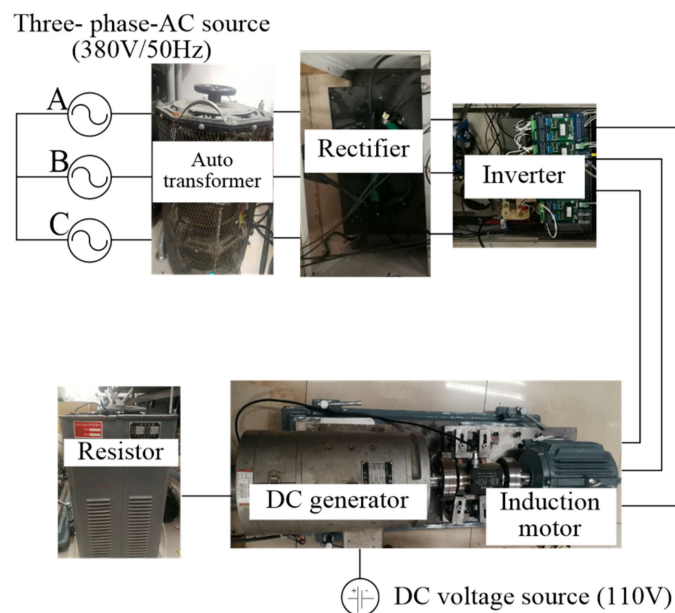 Three- phase-AC source
(380V/50Hz)
A
B
C
Auto
transformer
Rectifier
Inverter
Resistor
DC generator
Induction
motor
DC voltage source (110V)